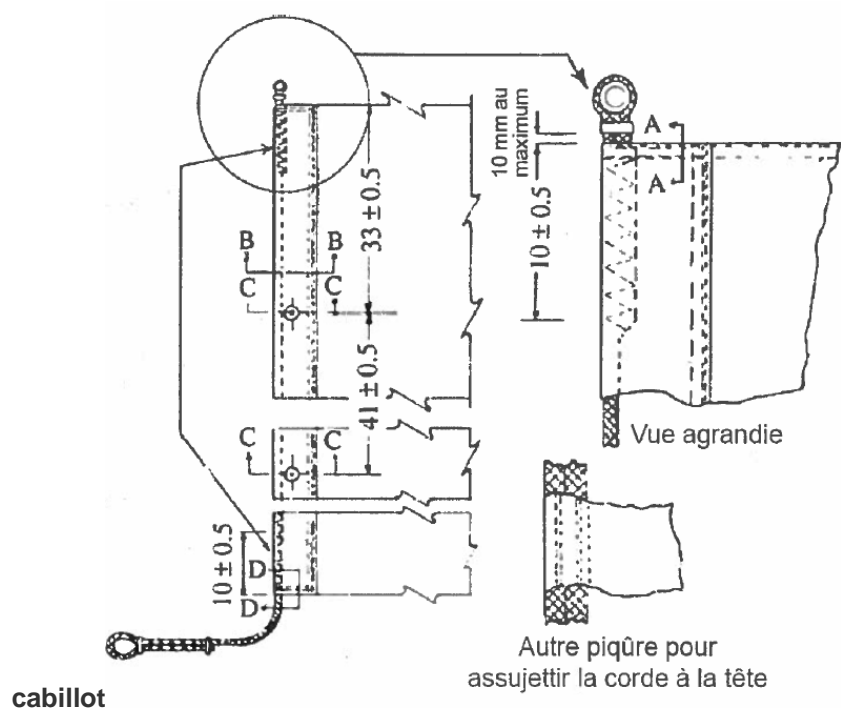 10 mm au
maximum
A
A
33 ± 0.5
10 ± 0.5
B
B
C
C
41 ± 0.5
Vue agrandie
C
C
10 ± 0.5
D
D
Autre piqûre pour
assujettir la corde à la tête
cabillot